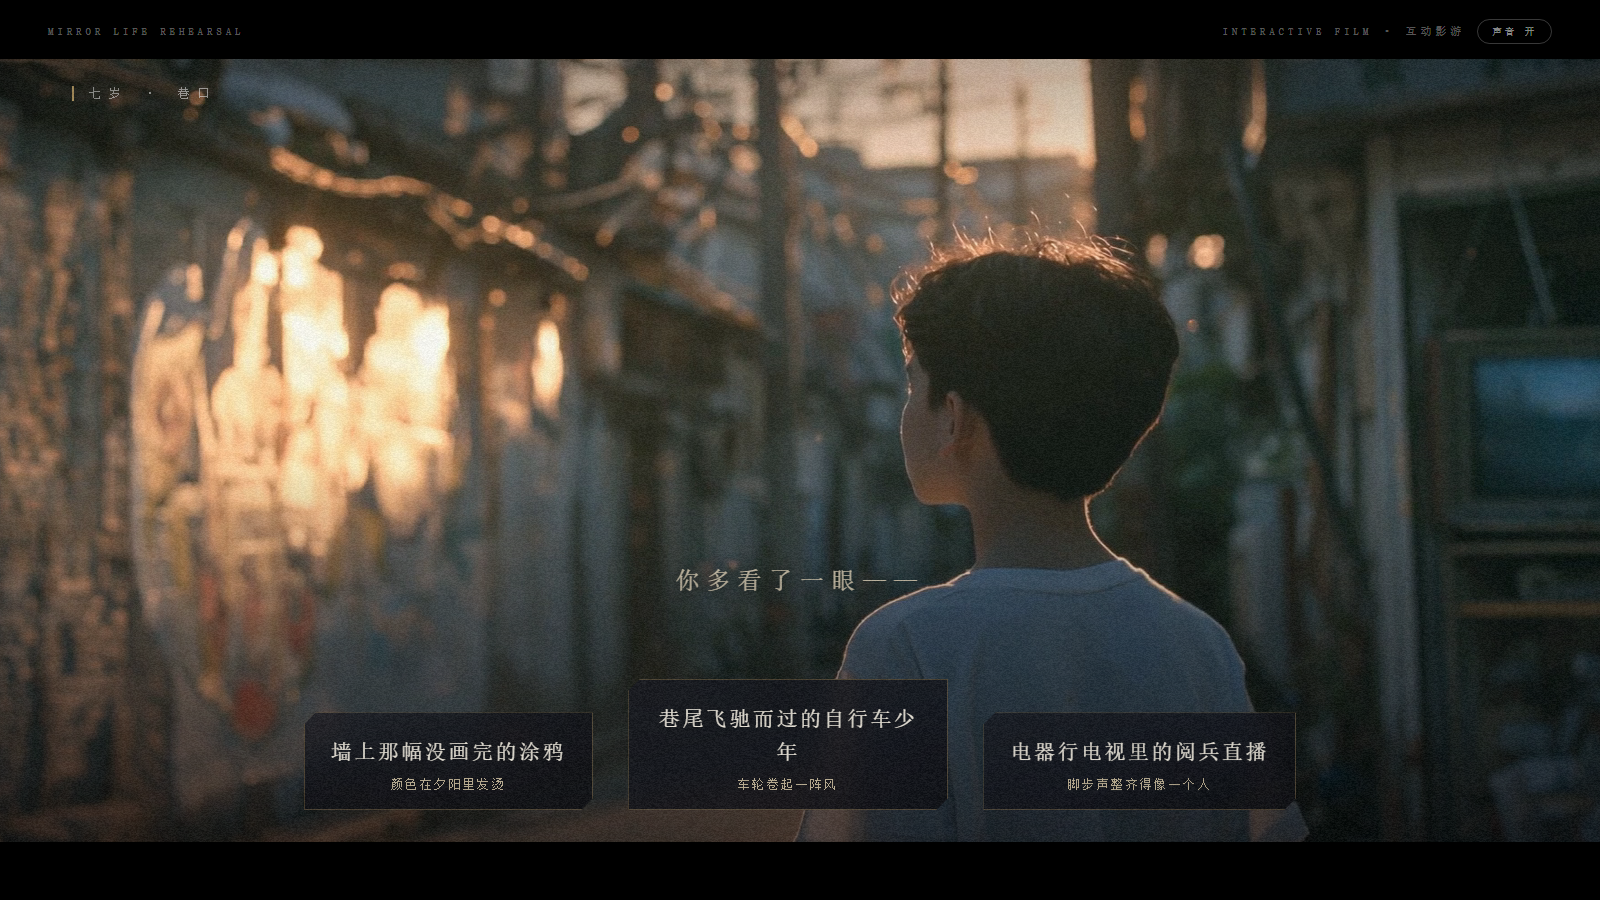 MIRROR LIFE REHEARSAL
INTERACTIVE FILM · 互动影游
声音 开
七岁 · 巷口
你多看了一眼——
墙上那幅没画完的涂鸦
颜色在夕阳里发烫
巷尾飞驰而过的自行车少
年
车轮卷起一阵风
电器行电视里的阅兵直播
脚步声整齐得像一个人